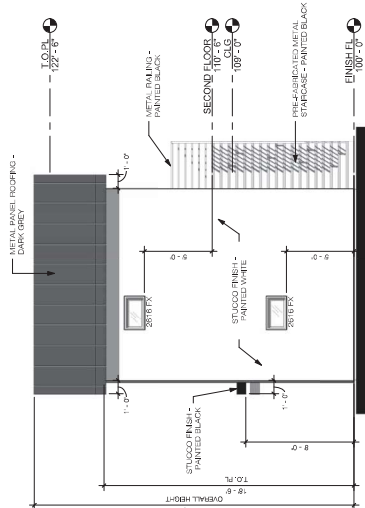 METAL PANEL ROOFING -
DARK GREY
T.O.PL
122' - 6"
METAL RAILING -
PAINTED BLACK
SECOND FLOOR
110' - 6"
CLG
109' - 0"
PRE-FABRICATED METAL
STAIRCASE - PAINTED BLACK
FINISH FL
100' - 0"
1' - 0"
5' - 0"
2616 FX
STUCCO FINISH -
PAINTED WHITE
5' - 0"
2616 FX
1' - 0"
STUCCO FINISH -
PAINTED BLACK
1' - 0"
8' - 0"
T.O. PL
18' - 6"
OVERALL HEIGHT